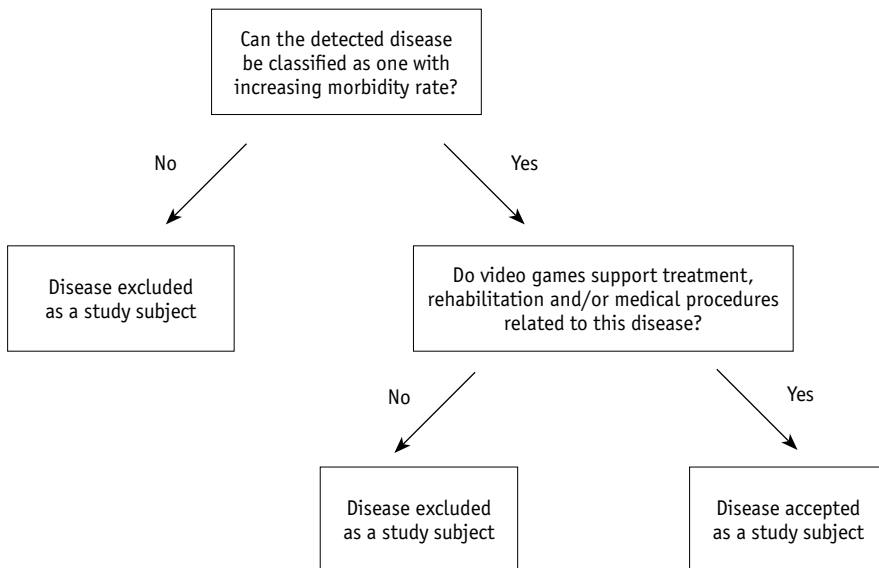 Can the detected disease
be classified as one with
increasing morbidity rate?
No
Yes
Disease excluded
as a study subject
Do video games support treatment,
rehabilitation and/or medical procedures
related to this disease?
No
Yes
Disease excluded
as a study subject
Disease accepted
as a study subject